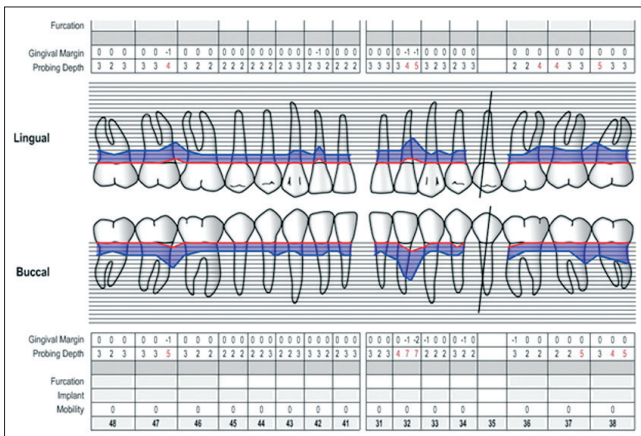 Furcation
Gingival Margin 0 0 0 0 0 -1 0 0 0 0 0 0 0 0 0 0 0 0 0 -1 0 0 0 0 0 0 0 0 -1 -1 0 0 0 0 0 0 0 0 0 0 0 0 0 0 0
Probing Depth 3 2 3 3 3 4 3 2 2 2 2 2 2 2 2 2 3 3 2 3 2 2 2 2 3 3 3 3 4 5 3 2 3 2 3 3 2 2 4 4 3 3 5 3 3
Lingual
Buccal
Gingival Margin 0 0 0 0 0 -1 0 0 0 0 0 0 0 0 0 0 0 0 0 0 0 0 0 0 0 0 0 0 -1 -2 -1 0 0 0 -1 0 -1 0 0 0 0 0 0 0 0
Probing Depth 3 2 3 3 3 5 3 2 2 2 2 2 2 2 3 2 2 3 3 3 2 2 3 3 3 2 3 4 7 7 2 2 2 3 2 2 3 2 2 2 2 5 3 4 5
Furcation
Implant
Mobility 0 0 0 0 0 0 0 0 0 0 0 0 0 0 0
48 47 46 45 44 43 42 41 31 32 33 34 35 36 37 38